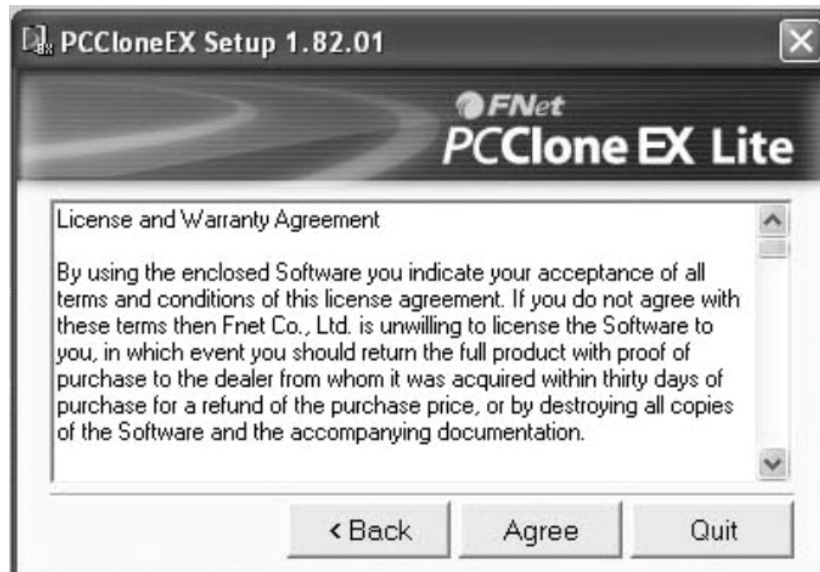 PCCloneEX Setup 1.82.01
FNet
PCClone EX Lite
License and Warranty Agreement
By using the enclosed Software you indicate your acceptance of all
terms and conditions of this license agreement. If you do not agree with
these terms then Fnet Co., Ltd. is unwilling to license the Software to
you, in which event you should return the full product with proof of
purchase to the dealer from whom it was acquired within thirty days of
purchase for a refund of the purchase price, or by destroying all copies
of the Software and the accompanying documentation.
< Back Agree Quit